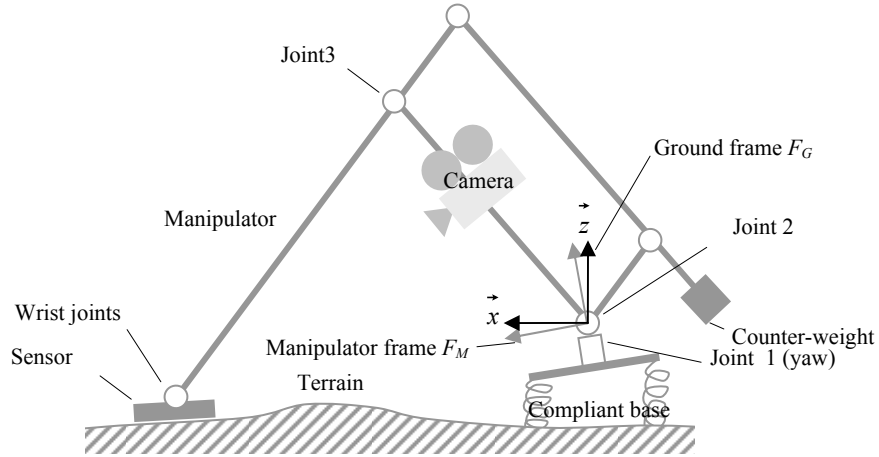 Joint3
Ground frame F_G
Camera
Manipulator
z
Joint 2
Wrist joints
x
Sensor
Manipulator frame F_M
Counter-weight
Joint 1 (yaw)
Terrain
Compliant base